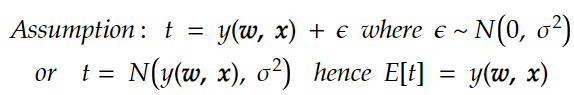 Assumption: t = y(w, x) + ϵ where ϵ ~ N(0, σ²)
or t = N(y(w, x), σ²) hence E[t] = y(w, x)